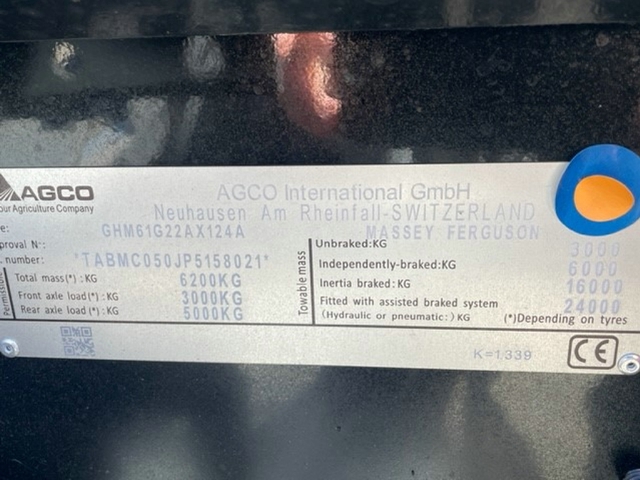 AGCO
our Agriculture Company
AGCO International GmbH
Neuhausen Am Rheinfall-SWITZERLAND
e: GHM61G22AX124A MASSEY FERGUSON
proval N°:
. number: *TABMC050JP5158021*
Permissi
Total mass(*) :KG 6200KG
Front axle load(*) :KG 3000KG
Rear axle load(*) :KG 5000KG
Towable mass
Unbraked:KG 3000
Independently-braked:KG 6000
Inertia braked:KG 16000
Fitted with assisted braked system 24000
(Hydraulic or pneumatic:) KG (*)Depending on tyres
K=1339
CE